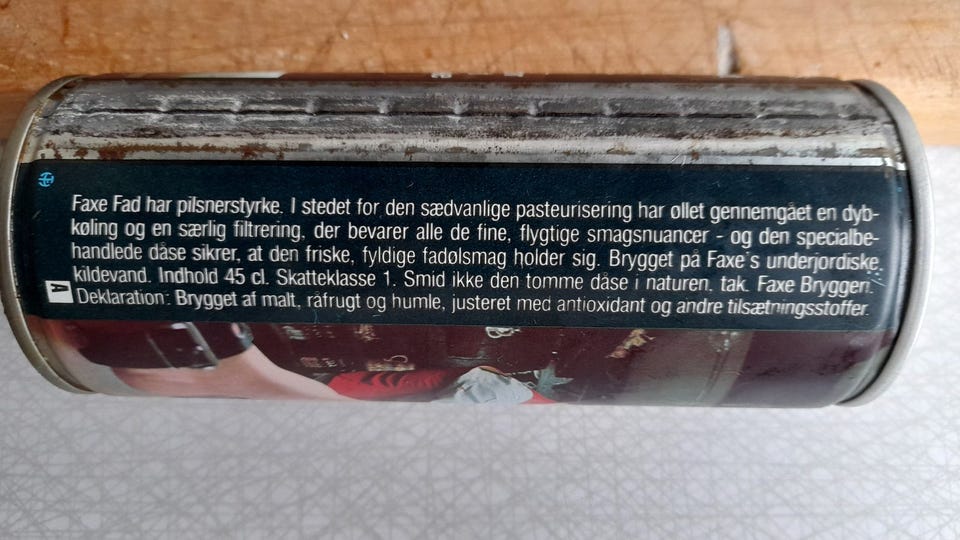 Faxe Fad har pilsnerstyrke. I stedet for den sædvanlige pasteurisering har øllet gennemgået en dyb-
køling og en særlig filtrering, der bevarer alle de fine, flygtige smagsnuancer - og den specialbe-
handlede dåse sikrer, at den friske, fyldige fadølsmag holder sig. Brygget på Faxe's underjordiske
kildevand. Indhold 45 cl. Skatteklasse 1. Smid ikke den tomme dåse i naturen, tak. Faxe Bryggeri.
A
Deklaration: Brygget af malt, råfrugt og humle, justeret med antioxidant og andre tilsætningsstoffer.